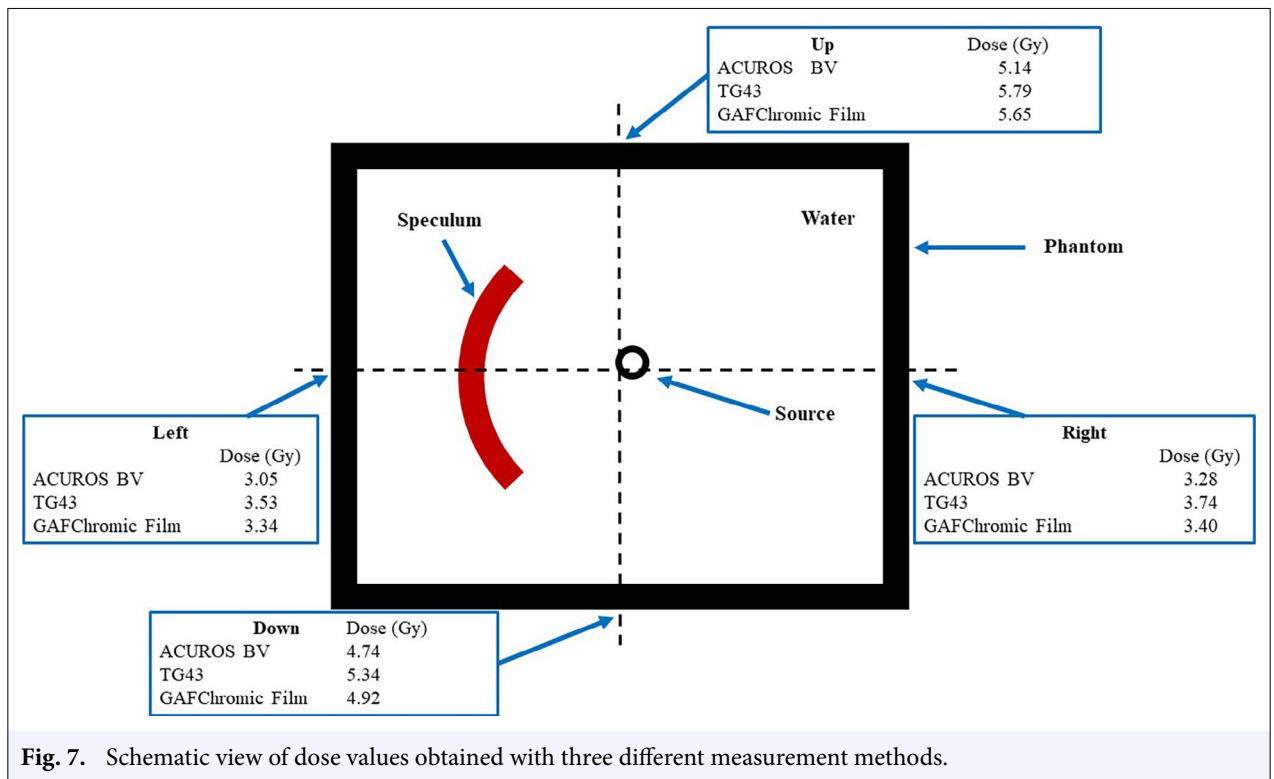 Up Dose (Gy)
ACUROS BV 5.14
TG43 5.79
GAFChromic Film 5.65
Speculum
Water
Phantom
Source
Left
Dose (Gy)
ACUROS BV 3.05
TG43 3.53
GAFChromic Film 3.34
Right
Dose (Gy)
ACUROS BV 3.28
TG43 3.74
GAFChromic Film 3.40
Down Dose (Gy)
ACUROS BV 4.74
TG43 5.34
GAFChromic Film 4.92
Fig. 7. Schematic view of dose values obtained with three different measurement methods.